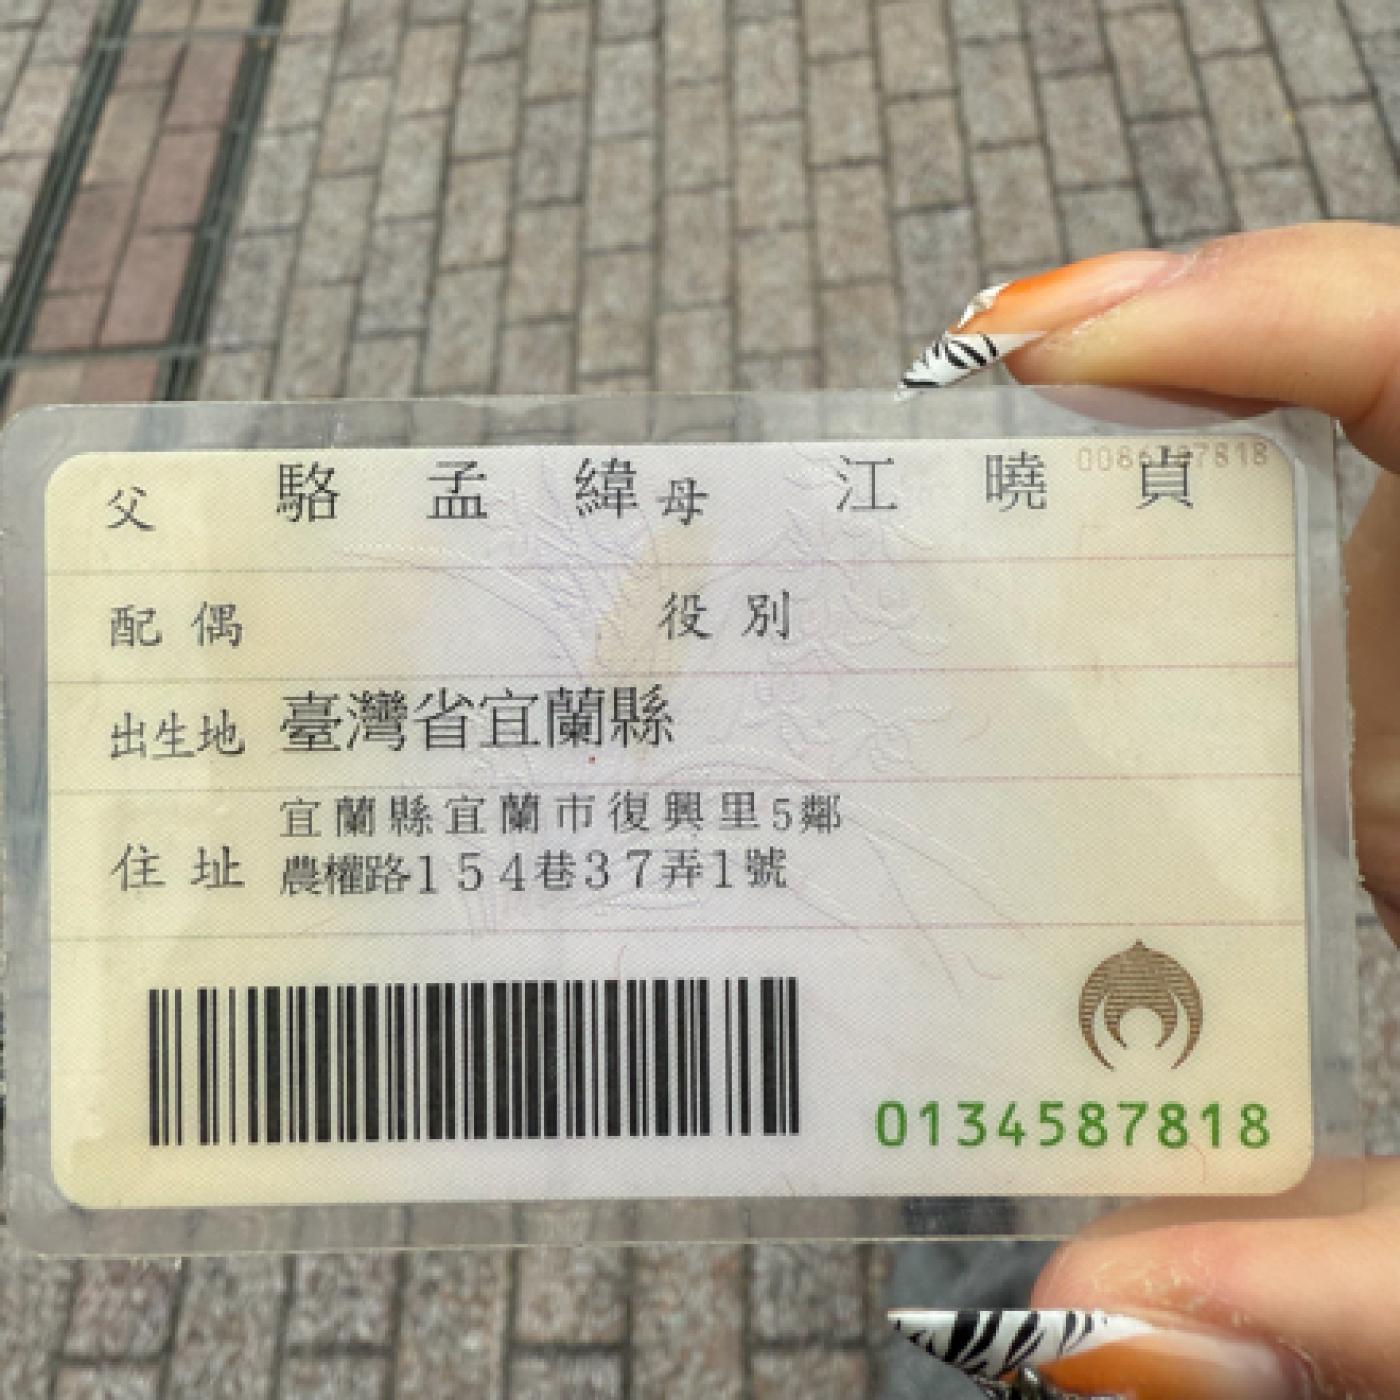 父 駱孟緯 母 江曉貞
配偶 役別
出生地 臺灣省宜蘭縣
宜蘭縣宜蘭市復興里5鄰
住址 農權路154巷37弄1號
0134587818